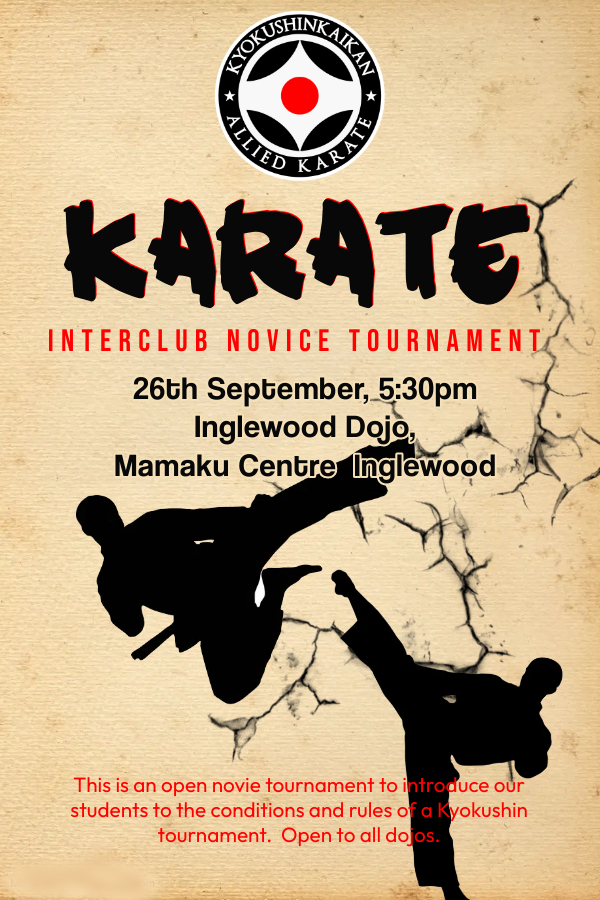 KYOKUSHINKAIKAN
ALLIED KARATE
KARATE
INTERCLUB NOVICE TOURNAMENT
26th September, 5:30pm
Inglewood Dojo,
Mamaku Centre Inglewood
This is an open novie tournament to introduce our
students to the conditions and rules of a Kyokushin
tournament. Open to all dojos.